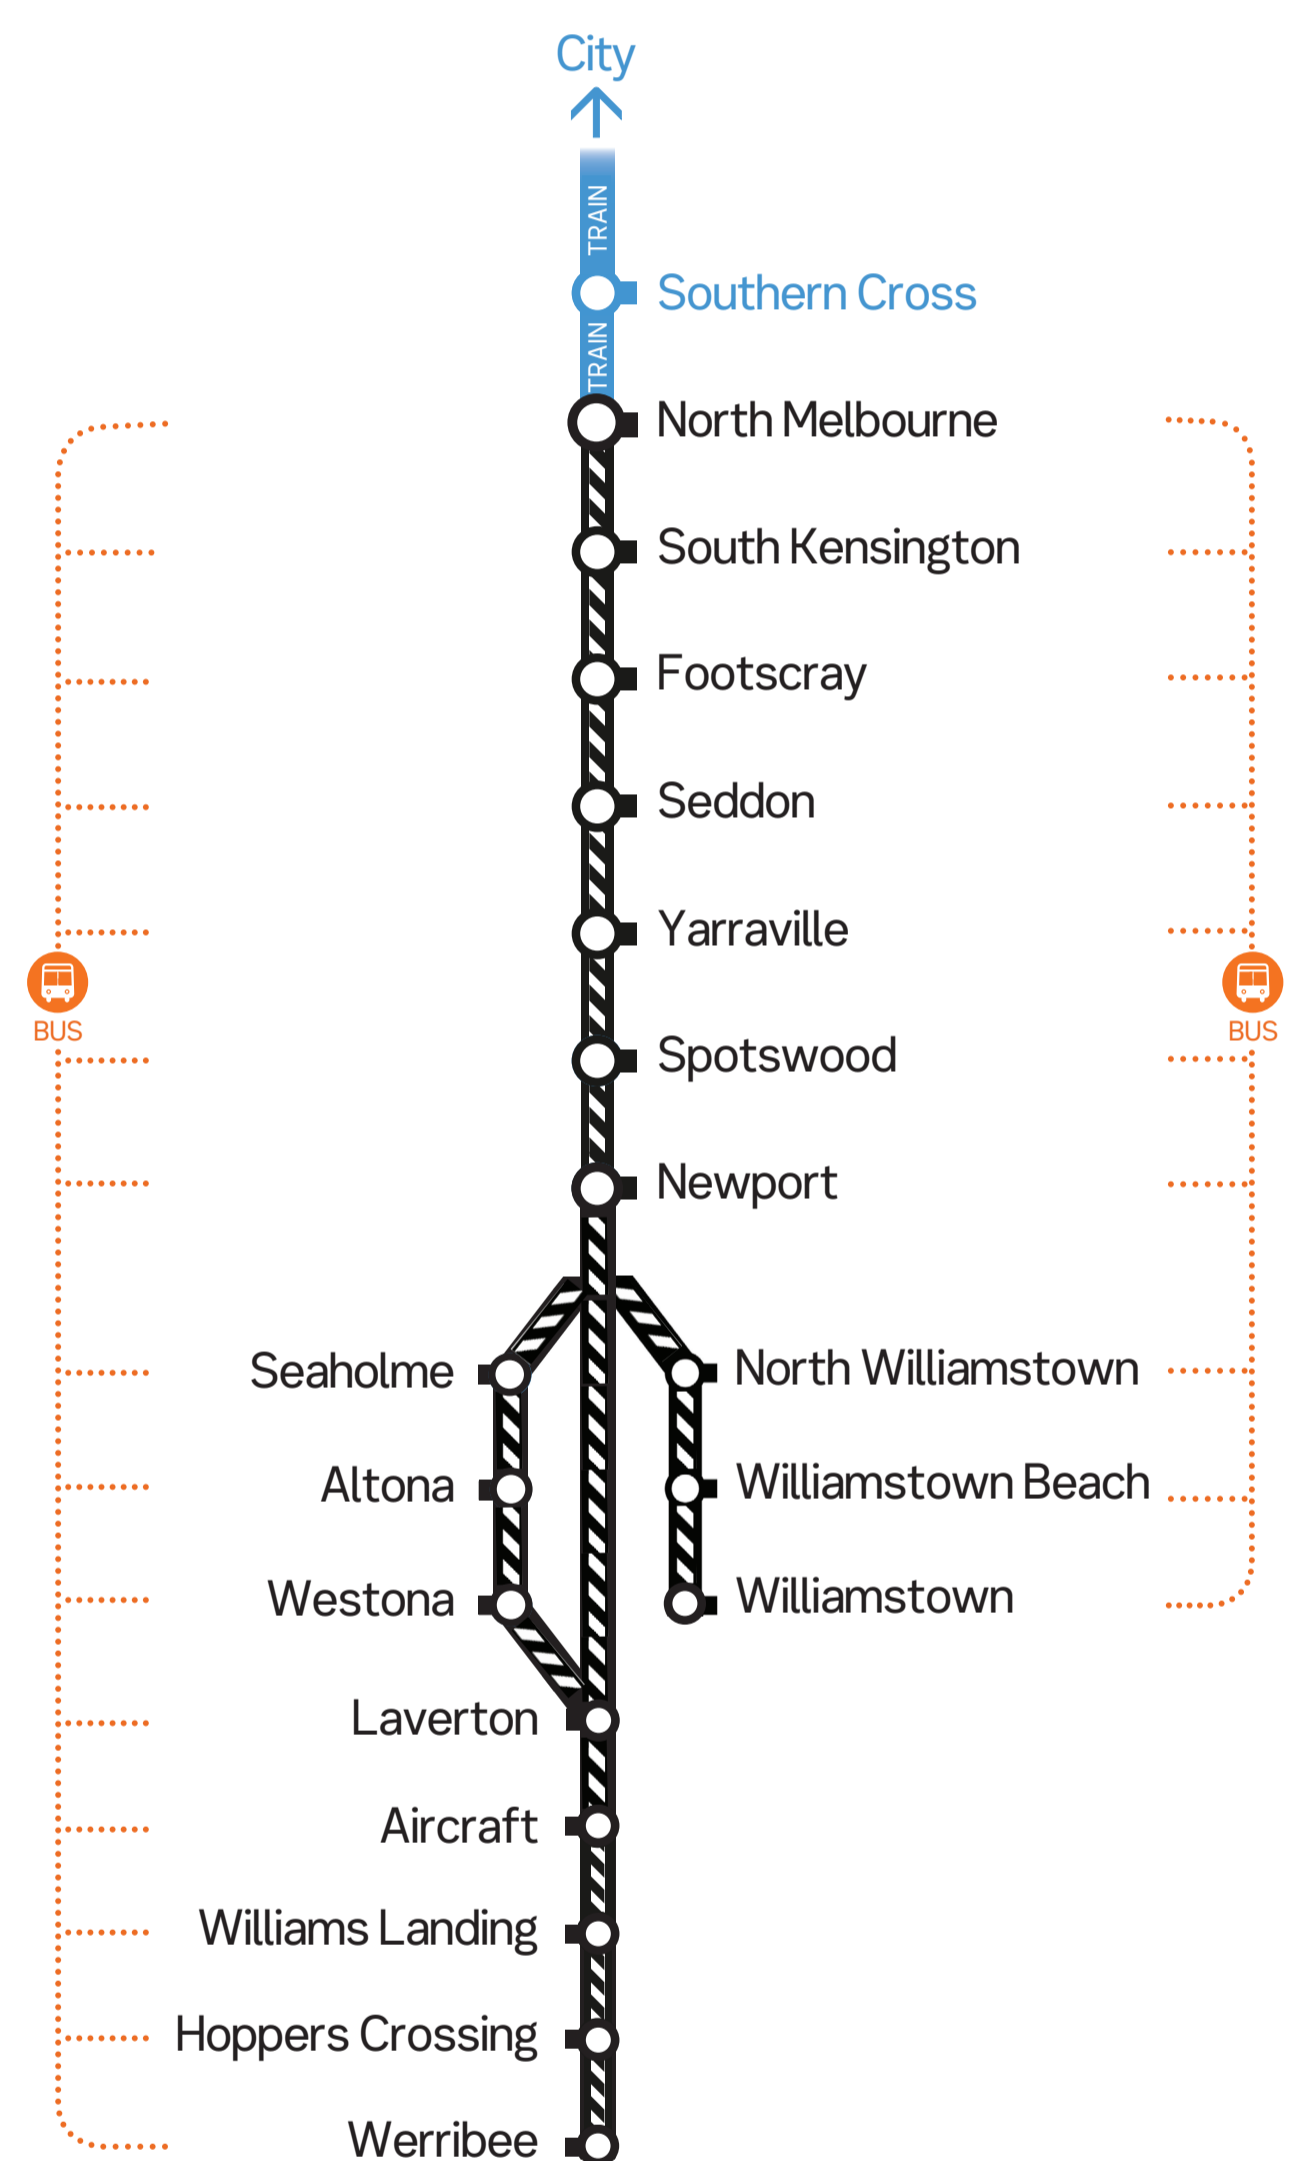 City
TRAIN
Southern Cross
TRAIN
North Melbourne
South Kensington
Footscray
Seddon
Yarraville
BUS
BUS
Spotswood
Newport
Seaholme
North Williamstown
Altona
Williamstown Beach
Westona
Williamstown
Laverton
Aircraft
Williams Landing
Hoppers Crossing
Werribee